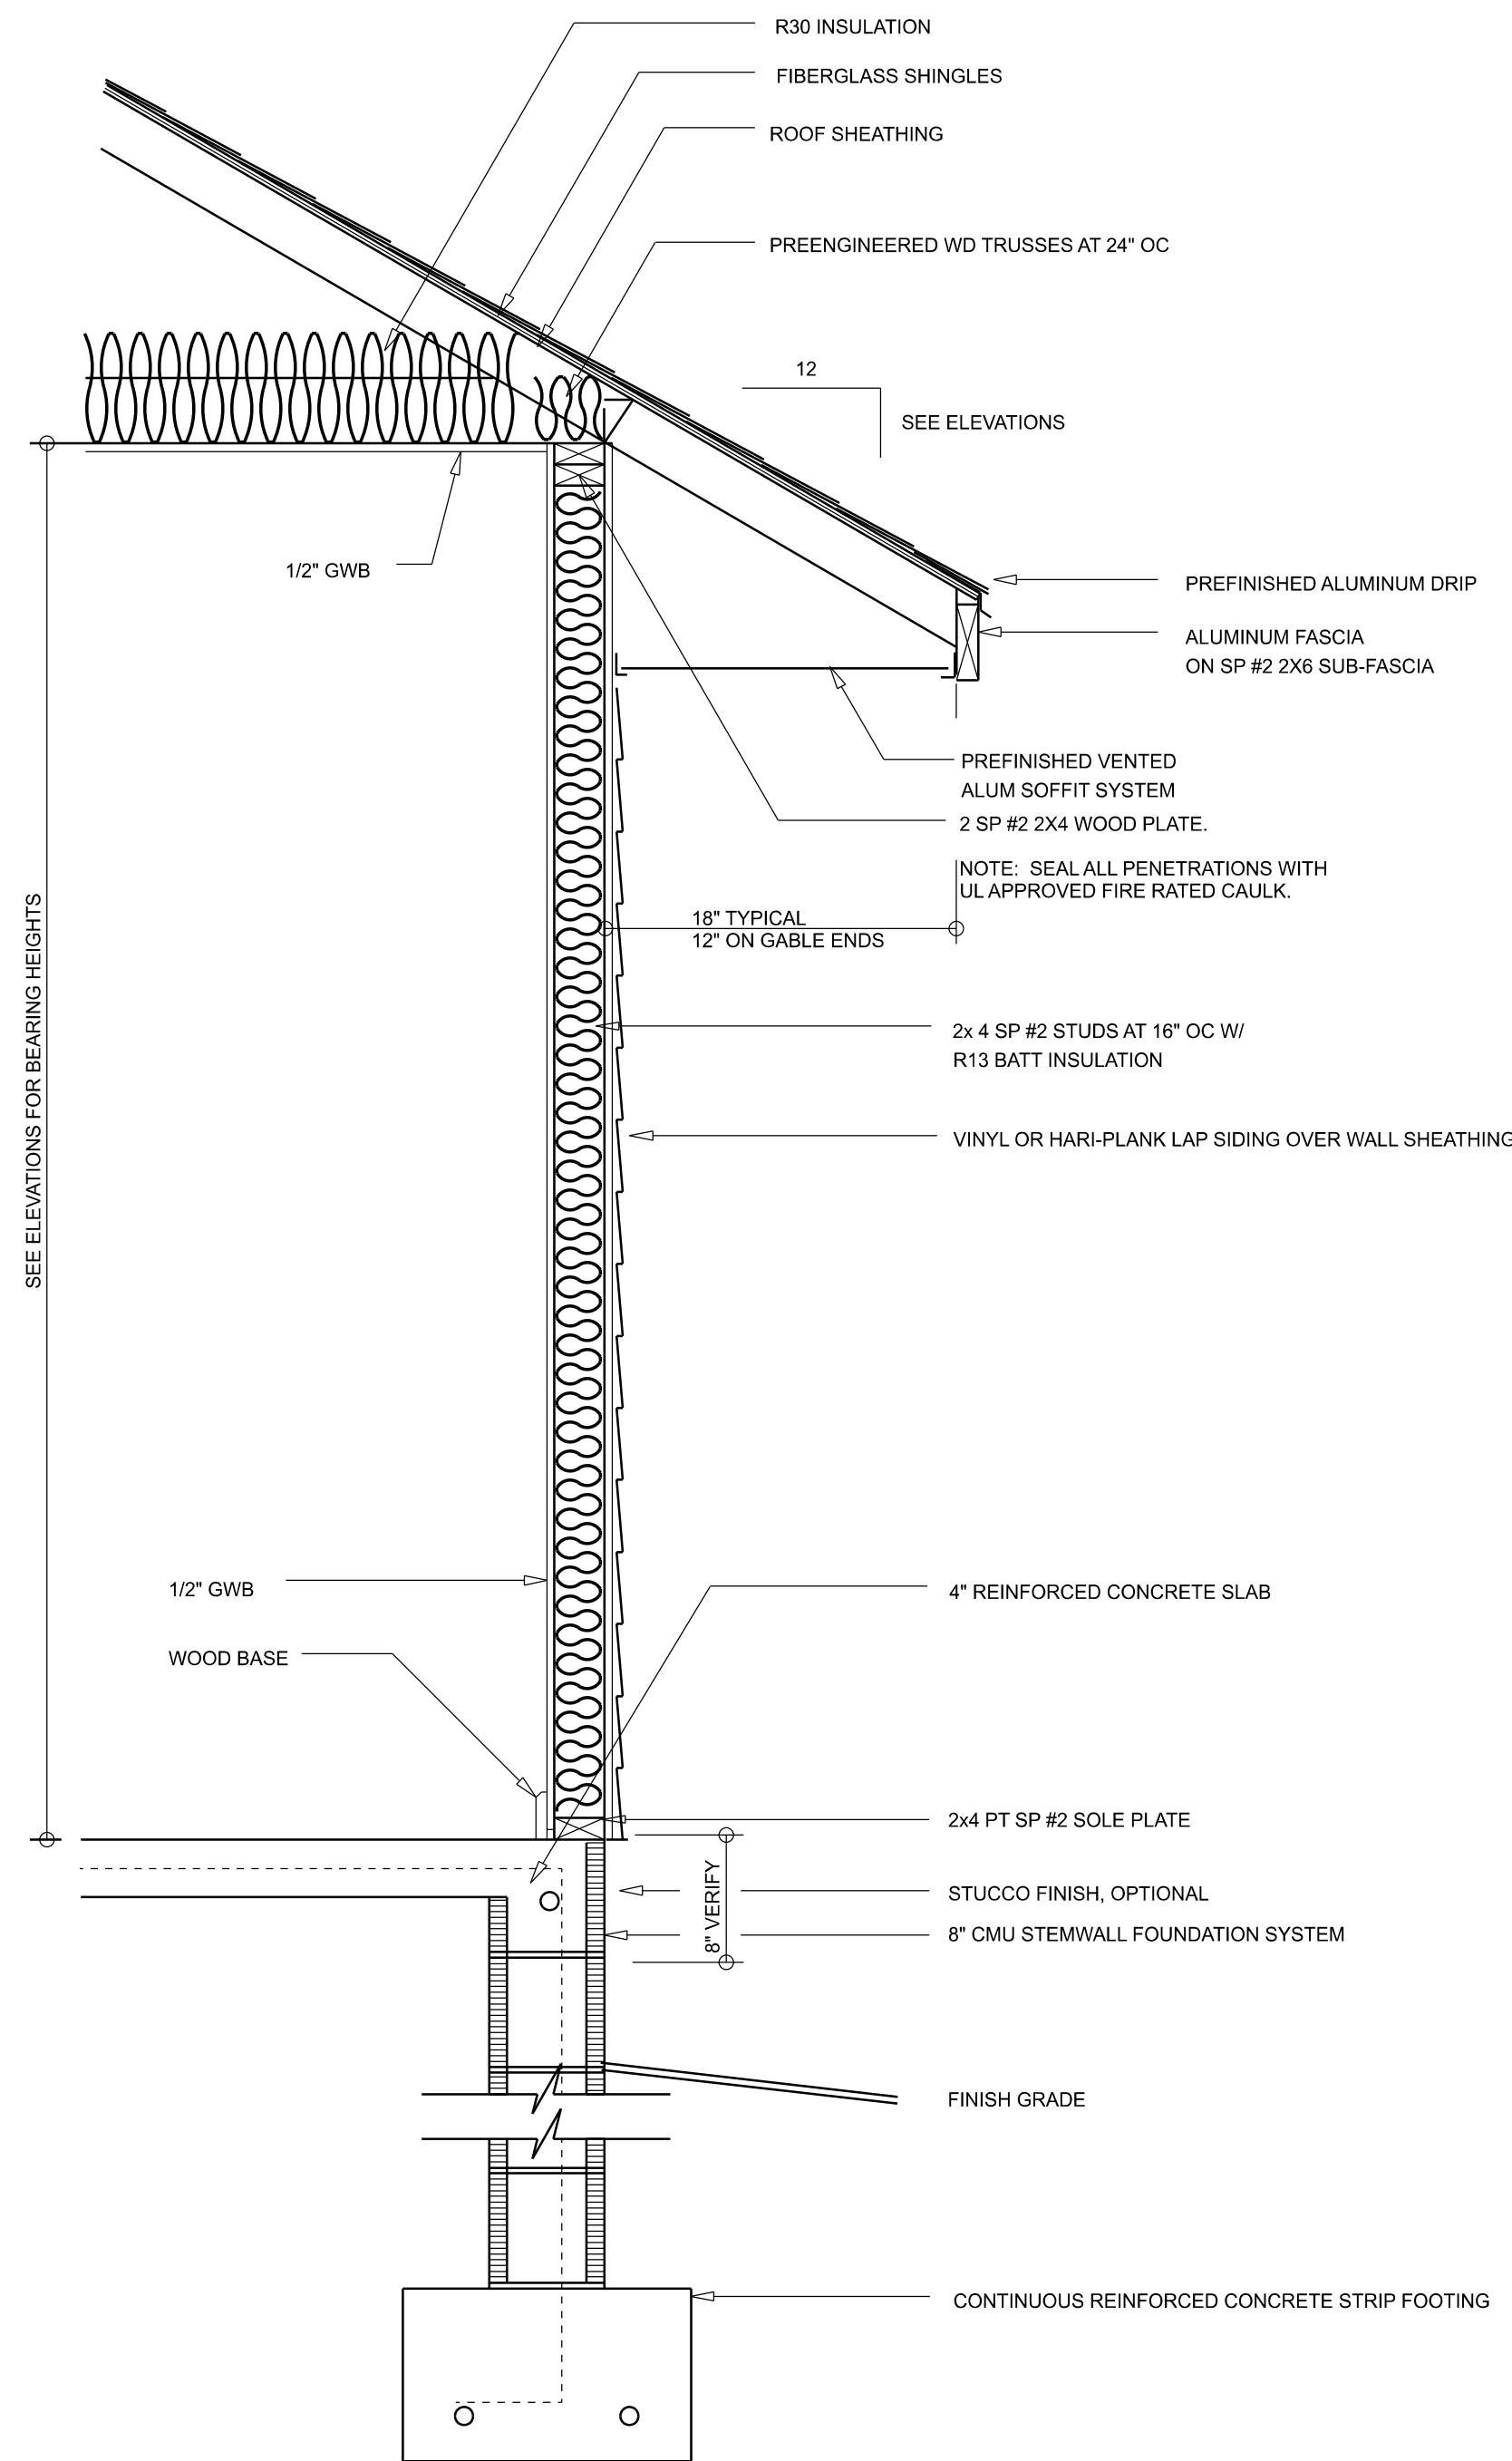 R30 INSULATION
FIBERGLASS SHINGLES
ROOF SHEATHING
PREENGINEERED WD TRUSSES AT 24" OC
12
SEE ELEVATIONS
1/2" GWB
PREFINISHED ALUMINUM DRIP
ALUMINUM FASCIA
ON SP #2 2X6 SUB-FASCIA
PREFINISHED VENTED
ALUM SOFFIT SYSTEM
2 SP #2 2X4 WOOD PLATE.
NOTE: SEAL ALL PENETRATIONS WITH
UL APPROVED FIRE RATED CAULK.
18" TYPICAL
12" ON GABLE ENDS
SEE ELEVATIONS FOR BEARING HEIGHTS
2x 4 SP #2 STUDS AT 16" OC W/
R13 BATT INSULATION
VINYL OR HARI-PLANK LAP SIDING OVER WALL SHEATHING
1/2" GWB
4" REINFORCED CONCRETE SLAB
WOOD BASE
2x4 PT SP #2 SOLE PLATE
8" VERIFY
STUCCO FINISH, OPTIONAL
8" CMU STEMWALL FOUNDATION SYSTEM
FINISH GRADE
CONTINUOUS REINFORCED CONCRETE STRIP FOOTING